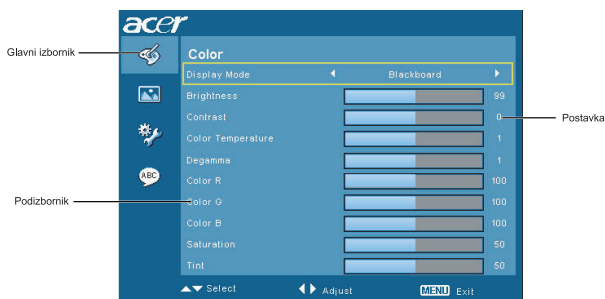 acer
Glavni izbornik
Color
Display Mode Blackboard
Brightness 99
Contrast 0
Postavka
Color Temperature 1
Degamma 1
ABC
Color R 100
Podizbornik
Color G 100
Color B 100
Saturation 50
Tint 50
Select Adjust MENU Exit